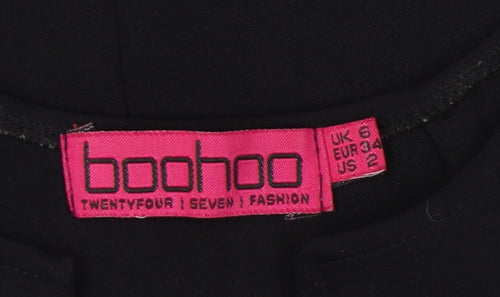 boohoo
TWENTYFOUR | SEVEN | FASHION
UK 6
EUR 34
US 2